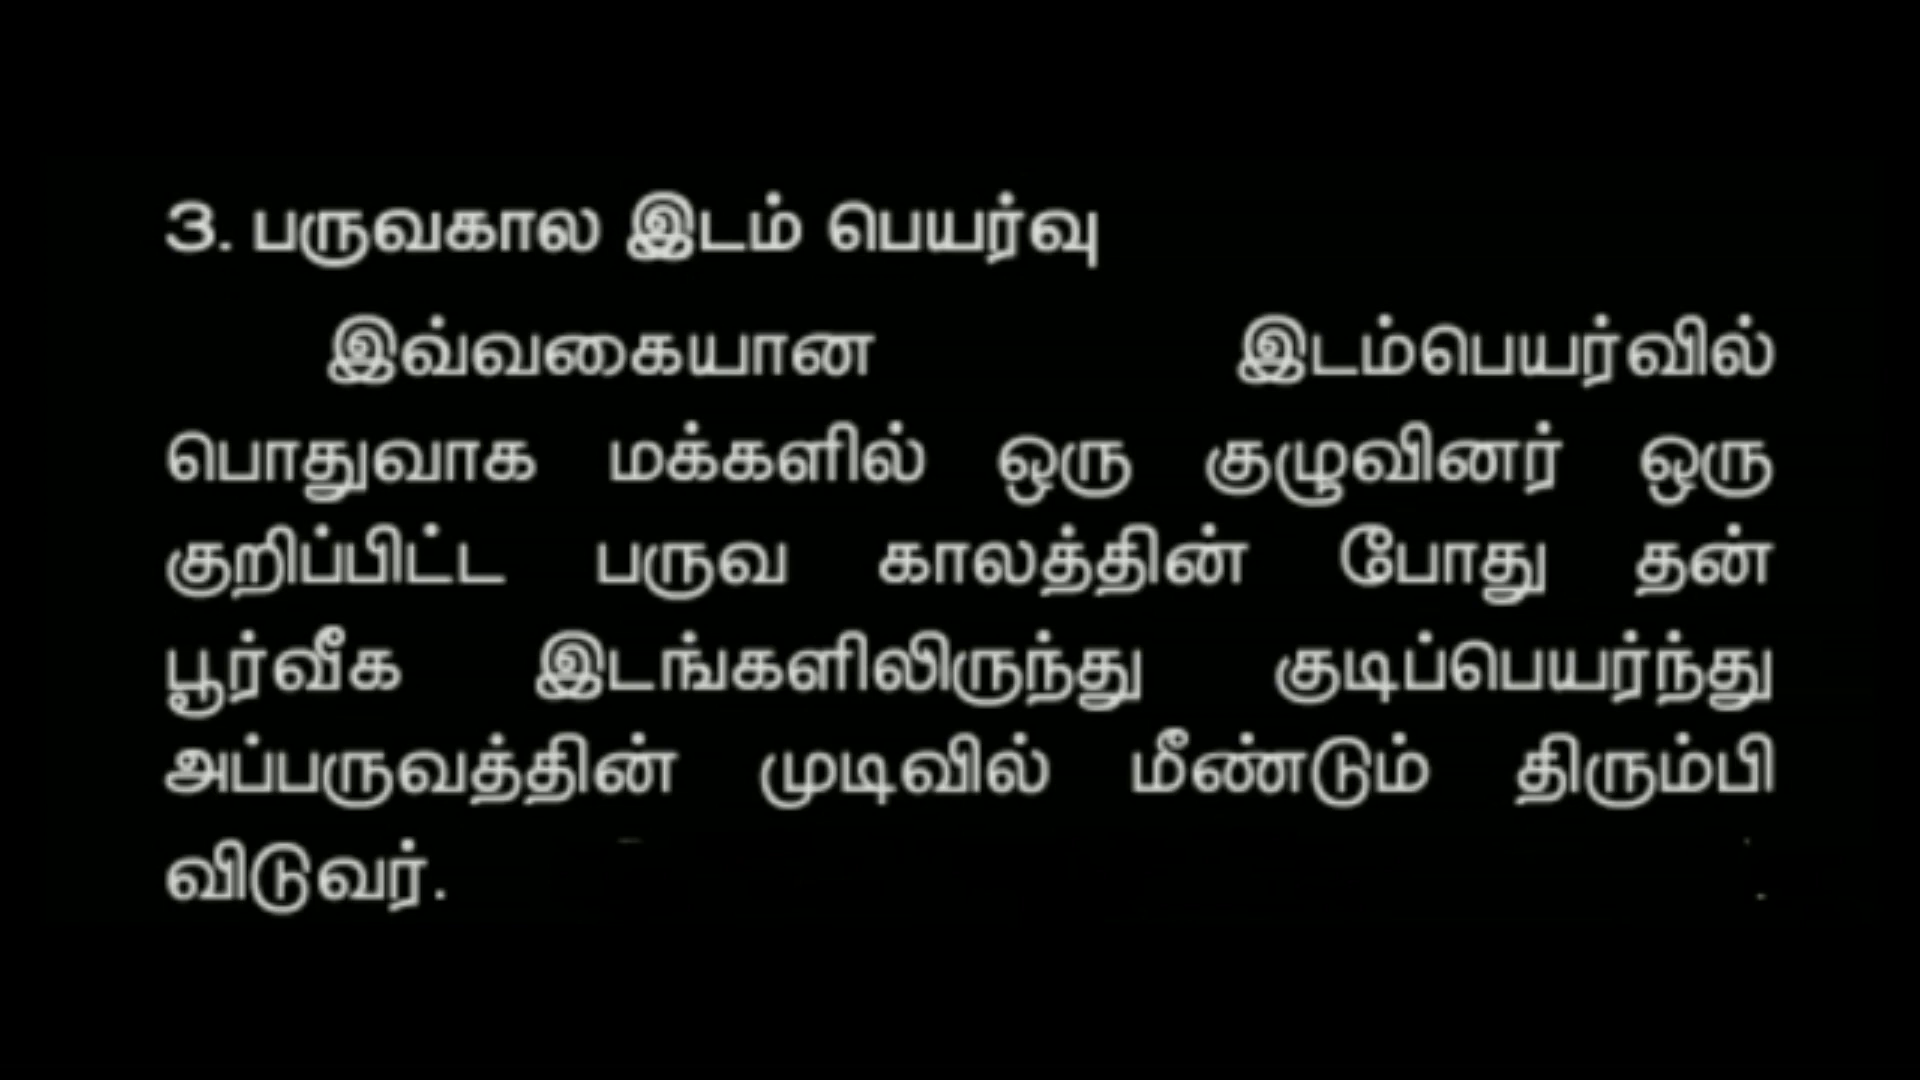 3. பருவகால இடம் பெயர்வு
இவ்வகையான இடம்பெயர்வில்
பொதுவாக மக்களில் ஒரு குழுவினர் ஒரு
குறிப்பிட்ட பருவ காலத்தின் போது தன்
பூர்வீக இடங்களிலிருந்து குடிப்பெயர்ந்து
அப்பருவத்தின் முடிவில் மீண்டும் திரும்பி
விடுவர்.